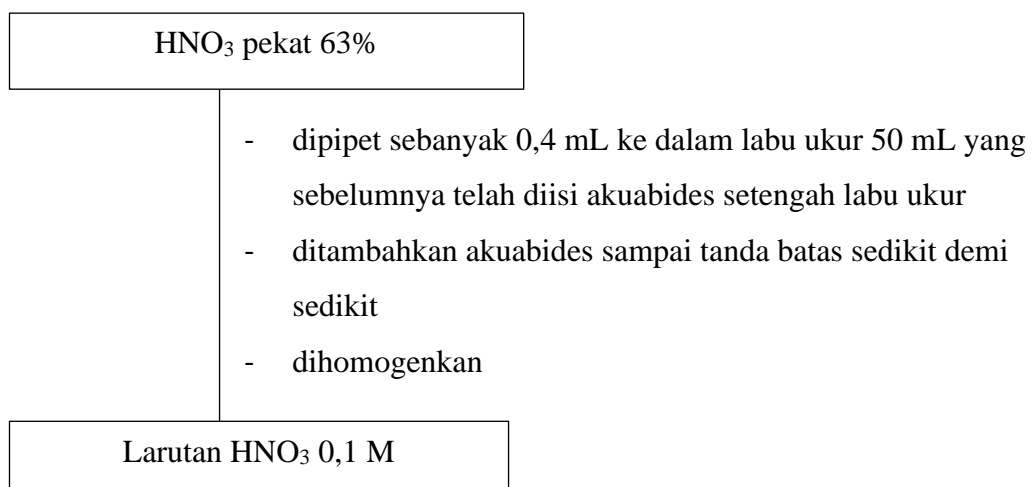 HNO₃ pekat 63%
- dipipet sebanyak 0,4 mL ke dalam labu ukur 50 mL yang
sebelumnya telah diisi akuabides setengah labu ukur
- ditambahkan akuabides sampai tanda batas sedikit demi
sedikit
- dihomogenkan
Larutan HNO₃ 0,1 M